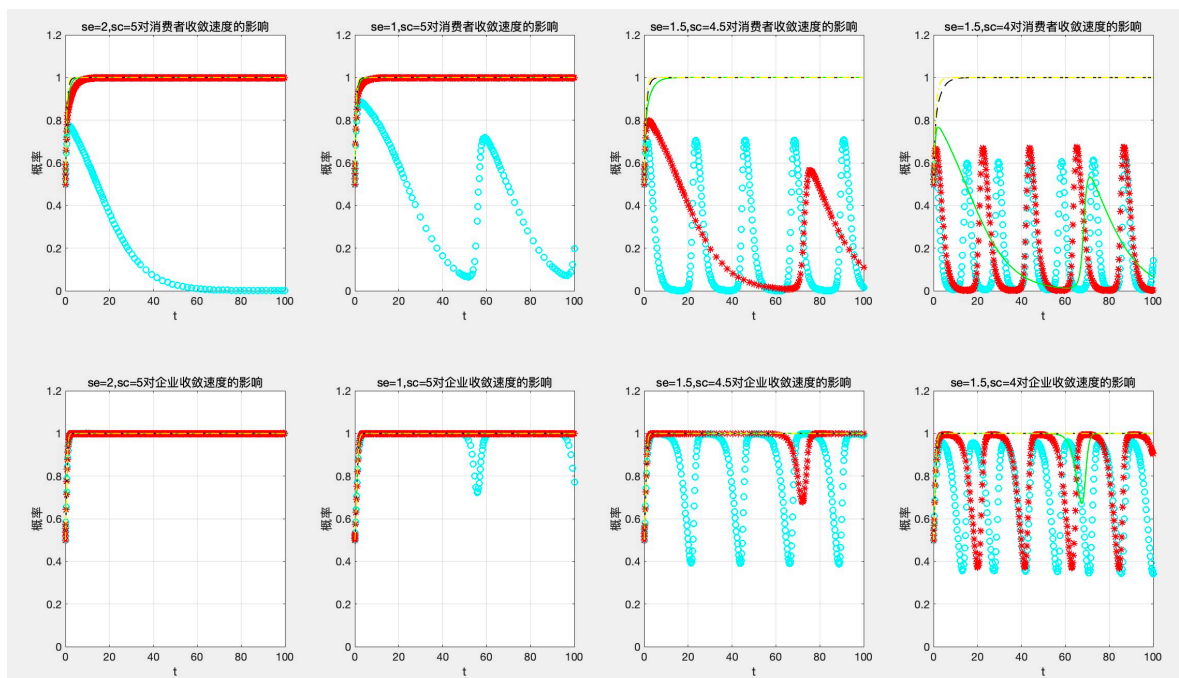 se=2,sc=5对消费者收敛速度的影响
1.2
1
0.8
0.6
0.4
0.2
0
概率
0 20 40 60 80 100
t
se=1,sc=5对消费者收敛速度的影响
1.2
1
0.8
0.6
0.4
0.2
0
概率
0 20 40 60 80 100
t
se=1.5,sc=4.5对消费者收敛速度的影响
1.2
1
0.8
0.6
0.4
0.2
0
概率
0 20 40 60 80 100
t
se=1.5,sc=4对消费者收敛速度的影响
1.2
1
0.8
0.6
0.4
0.2
0
概率
0 20 40 60 80 100
t
se=2,sc=5对企业收敛速度的影响
1.2
1
0.8
0.6
0.4
0.2
0
概率
0 20 40 60 80 100
t
se=1,sc=5对企业收敛速度的影响
1.2
1
0.8
0.6
0.4
0.2
0
概率
0 20 40 60 80 100
t
se=1.5,sc=4.5对企业收敛速度的影响
1.2
1
0.8
0.6
0.4
0.2
0
概率
0 20 40 60 80 100
t
se=1.5,sc=4对企业收敛速度的影响
1.2
1
0.8
0.6
0.4
0.2
0
概率
0 20 40 60 80 100
t